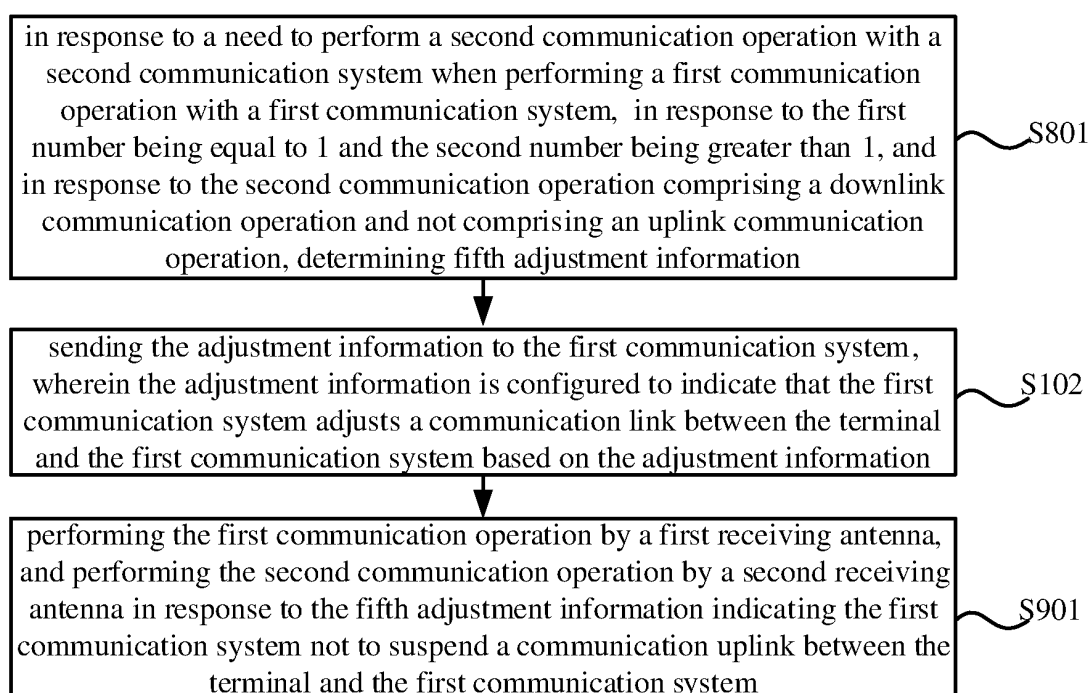 in response to a need to perform a second communication operation with a
second communication system when performing a first communication
operation with a first communication system, in response to the first
number being equal to 1 and the second number being greater than 1, and
in response to the second communication operation comprising a downlink
communication operation and not comprising an uplink communication
operation, determining fifth adjustment information
S801
sending the adjustment information to the first communication system,
wherein the adjustment information is configured to indicate that the first
communication system adjusts a communication link between the terminal
and the first communication system based on the adjustment information
S102
performing the first communication operation by a first receiving antenna,
and performing the second communication operation by a second receiving
antenna in response to the fifth adjustment information indicating the first
communication system not to suspend a communication uplink between the
terminal and the first communication system
S901